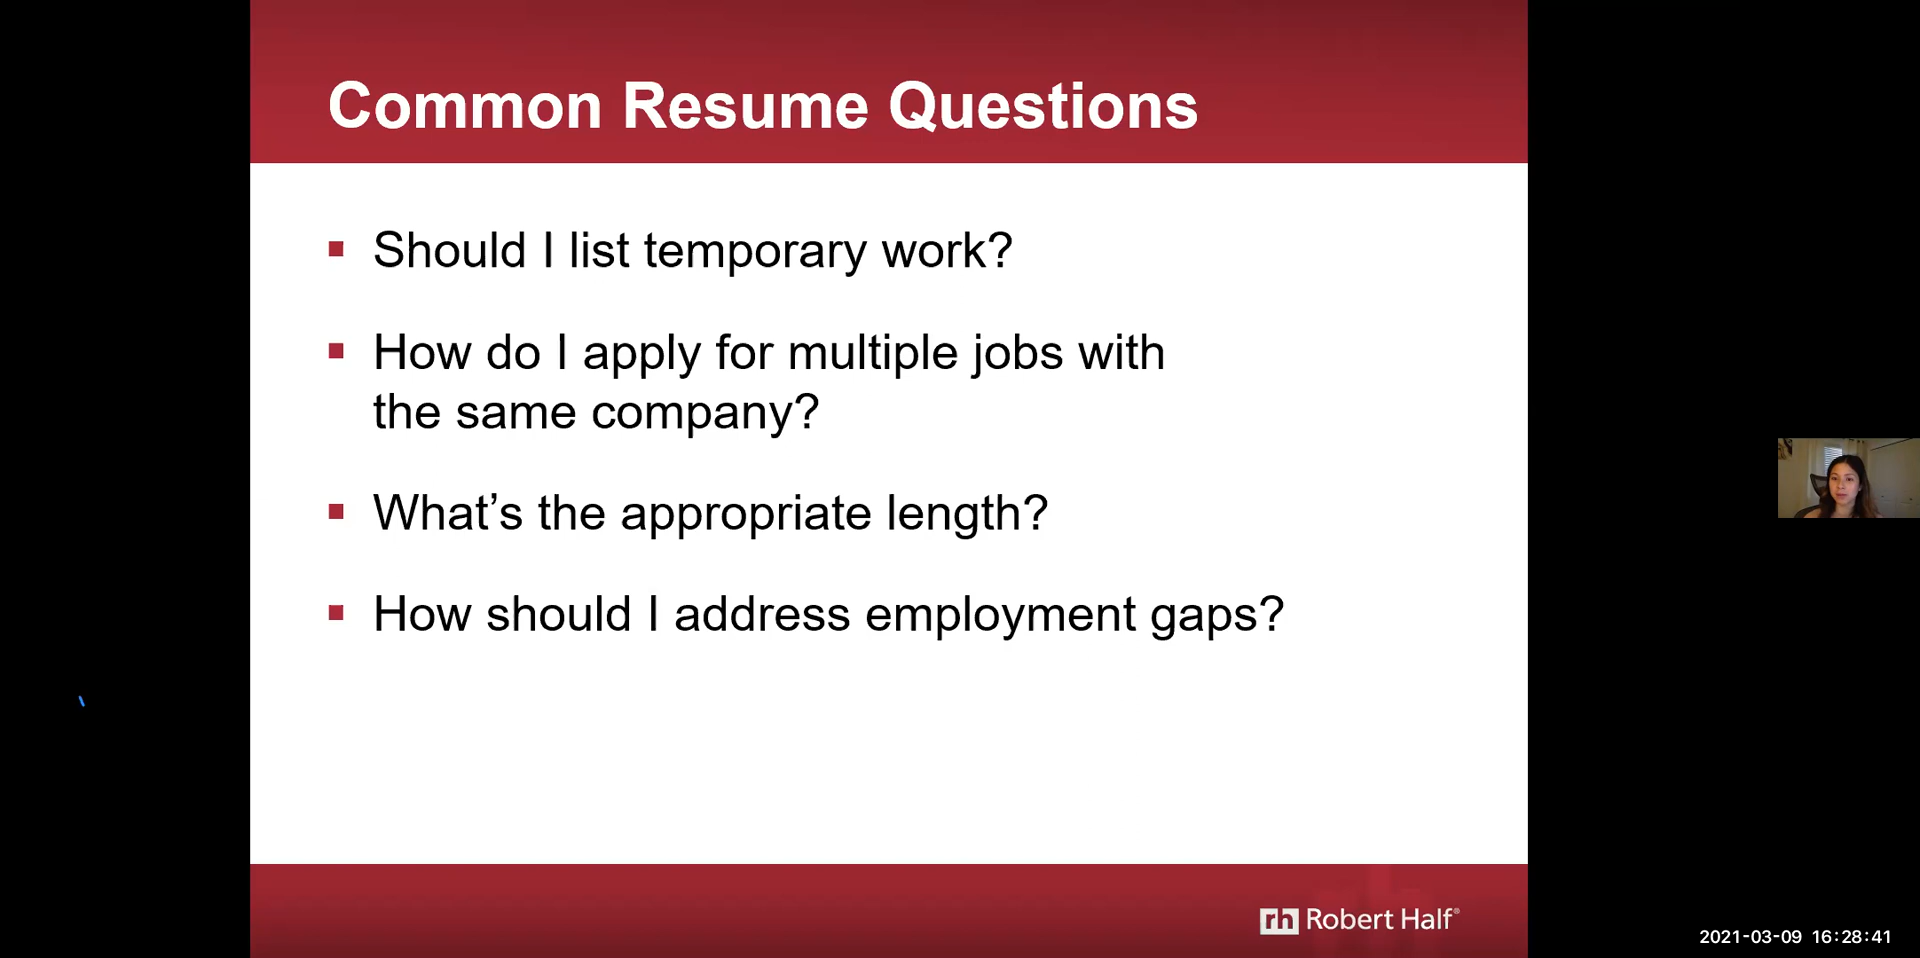 Common Resume Questions
Should I list temporary work?
How do I apply for multiple jobs with
the same company?
What’s the appropriate length?
How should I address employment gaps?
rh Robert Half®
2021-03-09 16:28:41